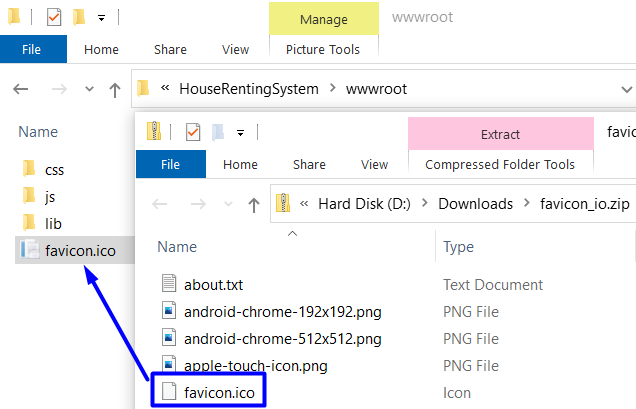 Manage
wwwroot
File
Home
Share
View
Picture Tools
« HouseRentingSystem > wwwroot
Name
css
js
lib
favicon.ico
Extract
favi
File
Home
Share
View
Compressed Folder Tools
« Hard Disk (D:) > Downloads > favicon_io.zip
Name
Type
about.txt
Text Document
android-chrome-192x192.png
PNG File
android-chrome-512x512.png
PNG File
apple-touch-icon.png
PNG File
favicon.ico
Icon